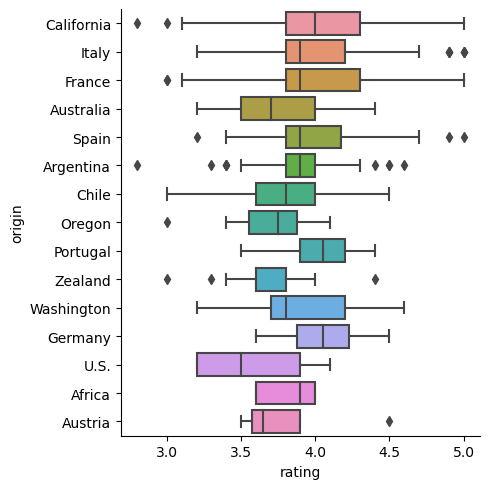 California
Italy
France
Australia
Spain
Argentina
Chile
Oregon
Portugal
Zealand
Washington
Germany
U.S.
Africa
Austria
origin
3.0 3.5 4.0 4.5 5.0
rating